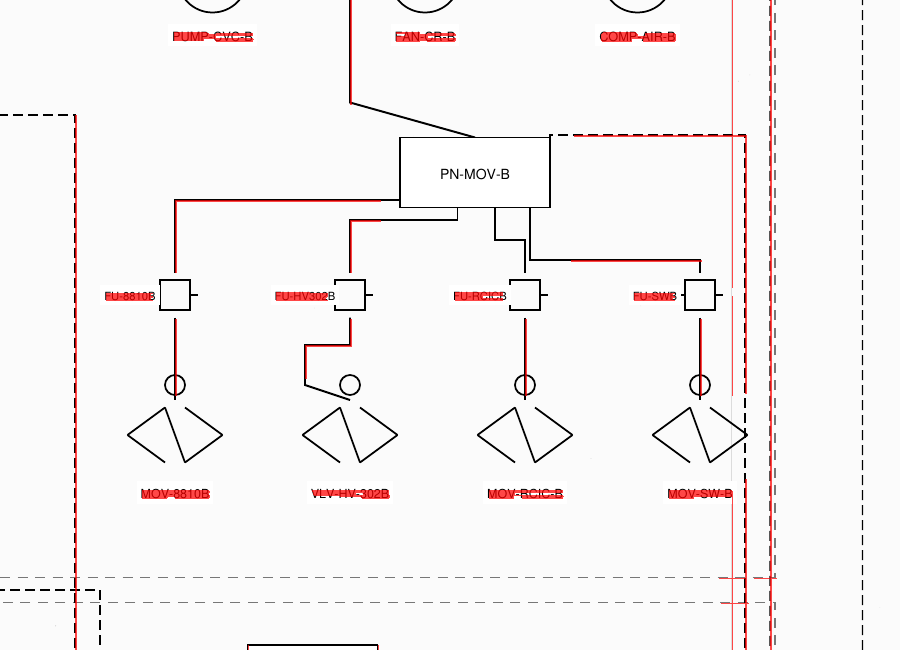 PUMP-CVC-B
FAN-CR-B
COMP-AIR-B
PN-MOV-B
FU-8810B
FU-HV302B
FU-RCICB
FU-SWB
MOV-8810B
VLV-HV-302B
MOV-RCIC-B
MOV-SW-B